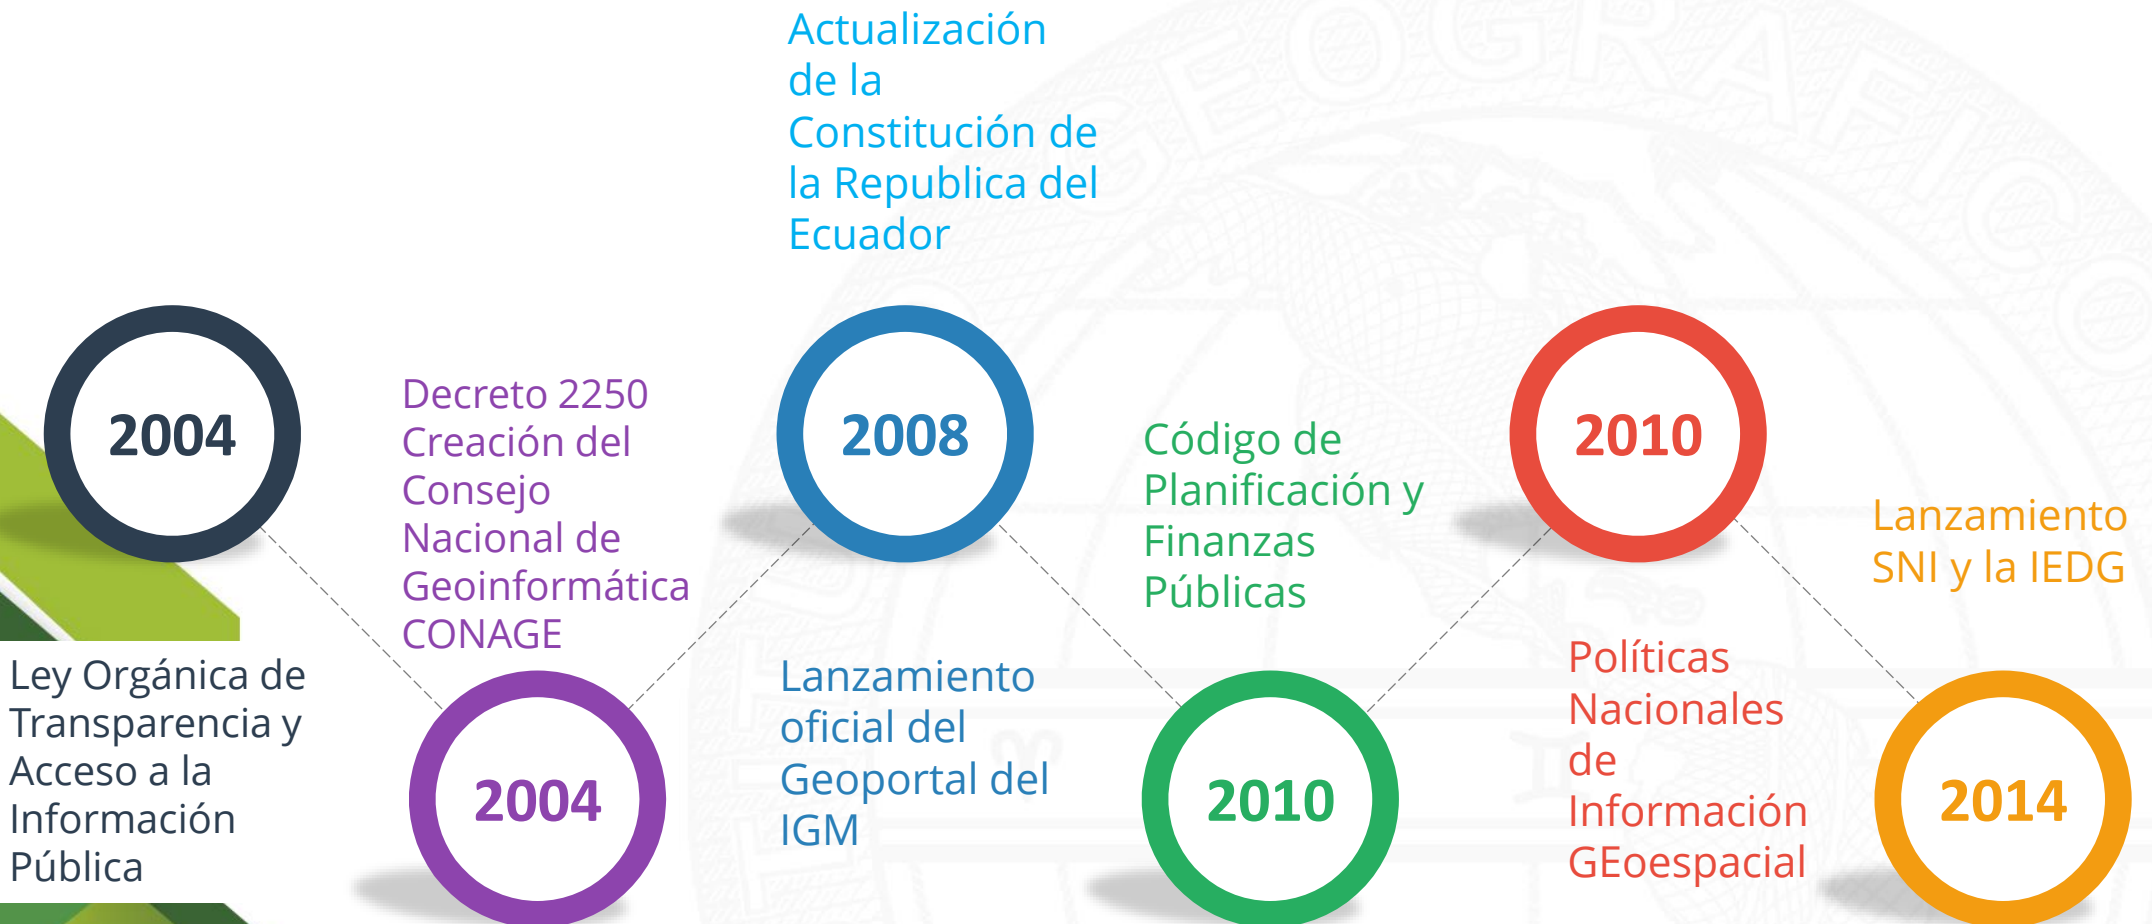 2004
Ley Orgánica de
Transparencia y
Acceso a la
Información
Pública
Decreto 2250
Creación del
Consejo
Nacional de
Geoinformática
CONAGE
2004
Actualización
de la
Constitución de
la Republica del
Ecuador
2008
Lanzamiento
oficial del
Geoportal del
IGM
Código de
Planificación y
Finanzas
Públicas
2010
2010
Políticas
Nacionales
de
Información
GEoespacial
Lanzamiento
SNI y la IEDG
2014
GEOGRAFICO